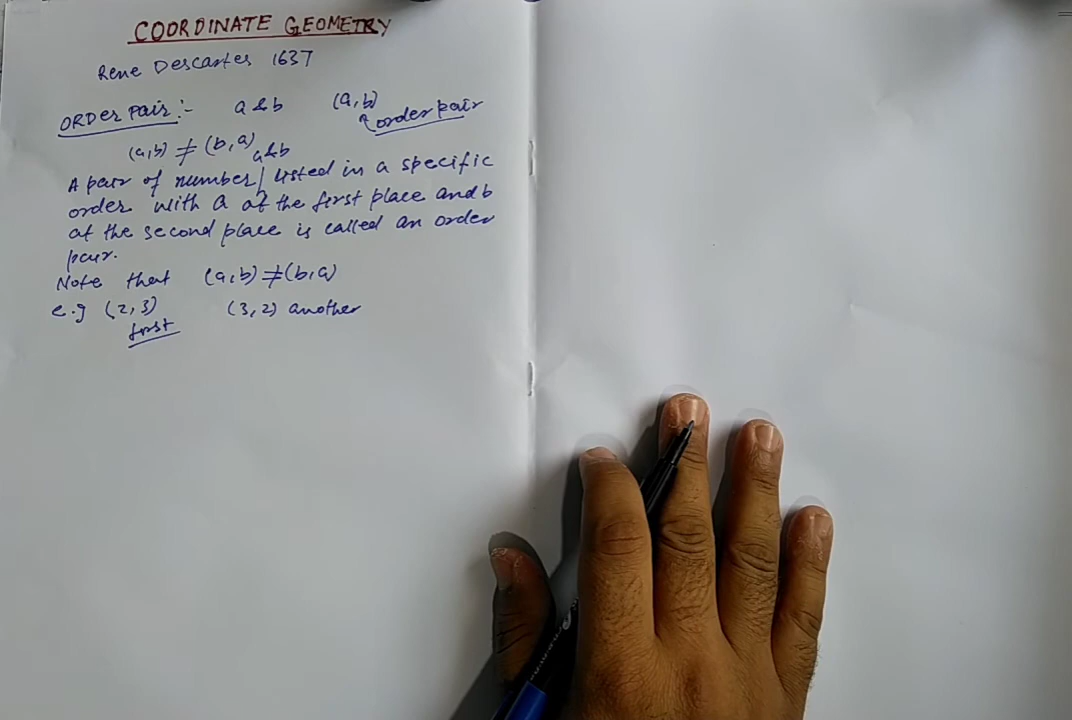 COORDINATE GEOMETRY
Rene Descartes 1637
ORDER PAIR :- a & b (a,b)
order pair
(a,b) ≠ (b,a)
a & b
A pair of number listed in a specific
order with a at the first place and b
at the second place is called an order
pair.
Note that (a,b) ≠ (b,a)
e.g (2,3) (3,2) another
first